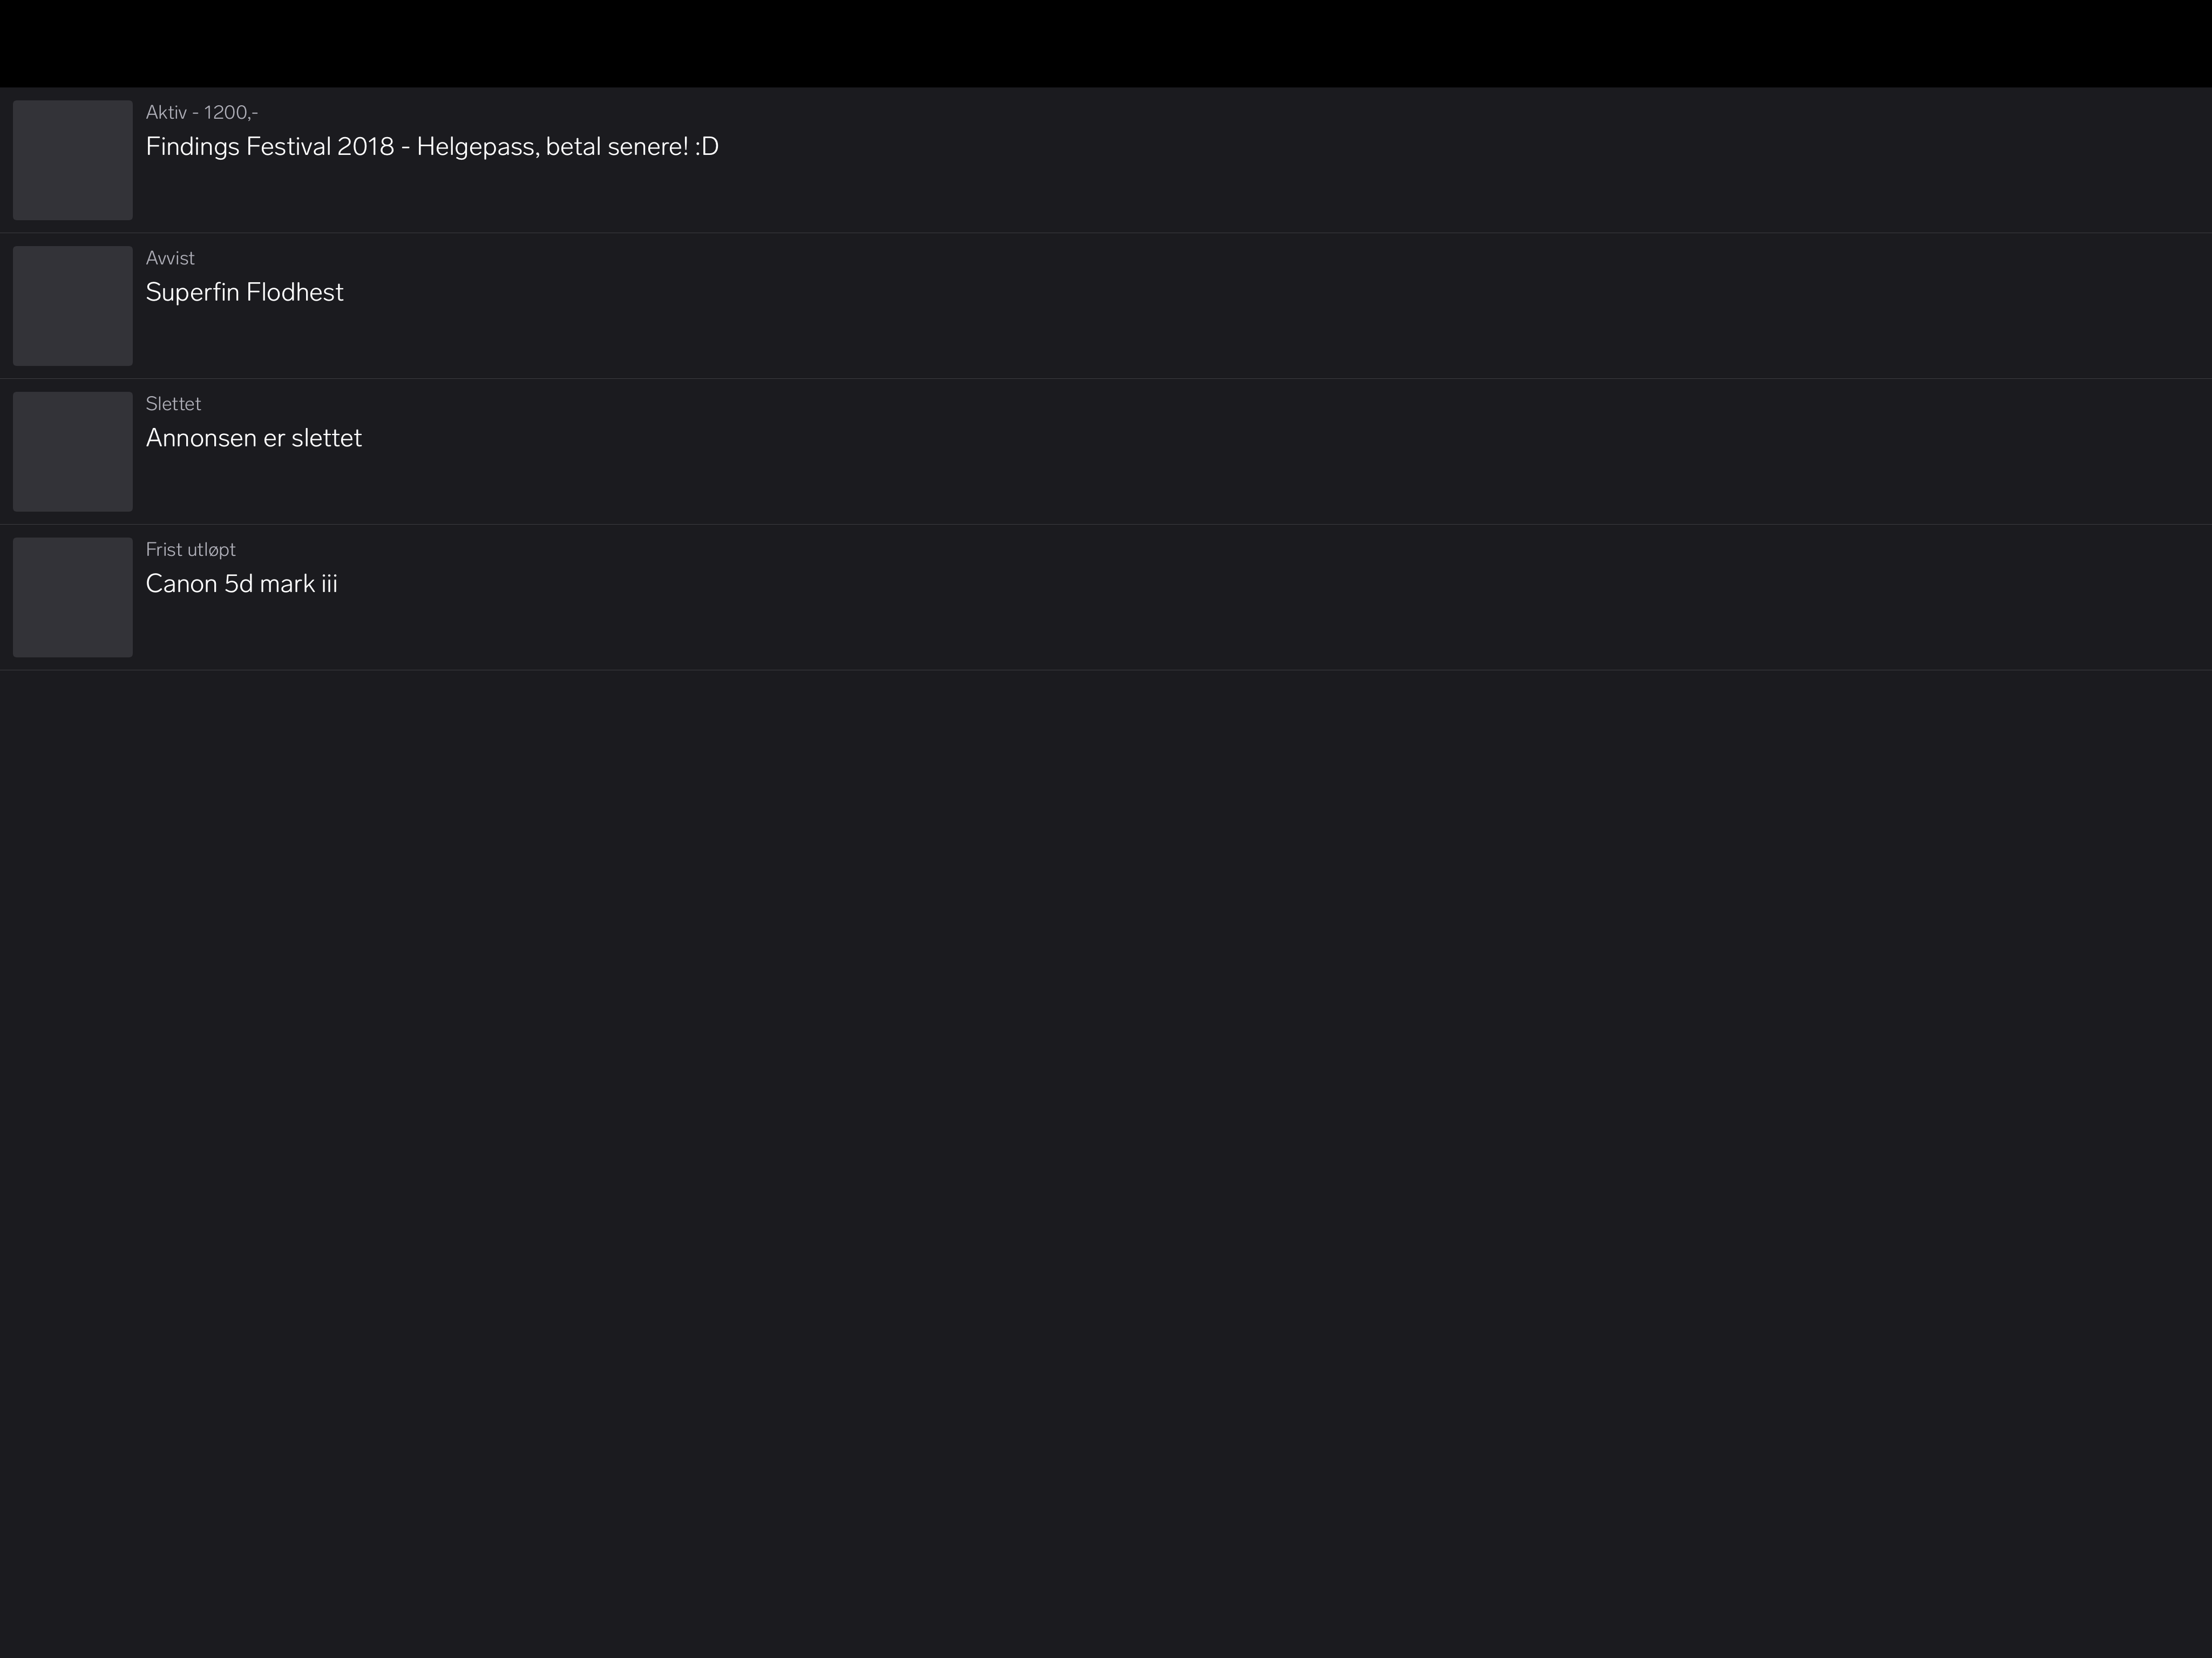 Aktiv - 1200,-
Findings Festival 2018 - Helgepass, betal senere! :D
Avvist
Superfin Flodhest
Slettet
Annonsen er slettet
Frist utløpt
Canon 5d mark iii